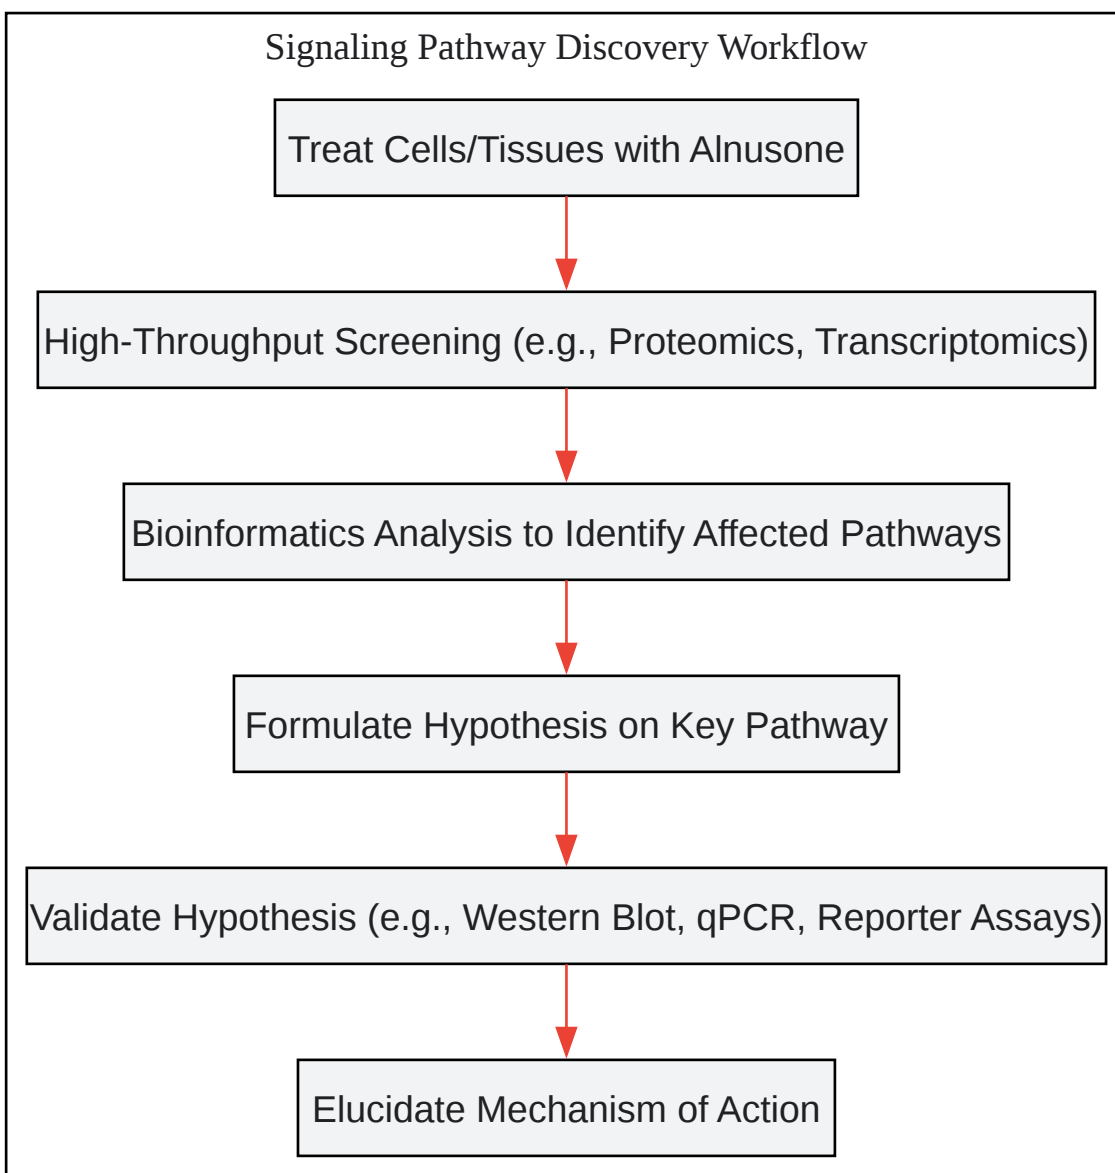 Signaling Pathway Discovery Workflow
Treat Cells/Tissues with Alnusone
High-Throughput Screening (e.g., Proteomics, Transcriptomics)
Bioinformatics Analysis to Identify Affected Pathways
Formulate Hypothesis on Key Pathway
Validate Hypothesis (e.g., Western Blot, qPCR, Reporter Assays)
Elucidate Mechanism of Action